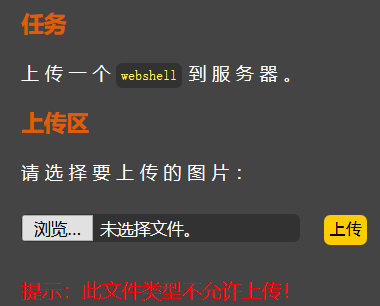 任务
上传一个 webshell 到服务器。
上传区
请选择要上传的图片：
浏览... 未选择文件。 上传
提示：此文件类型不允许上传！